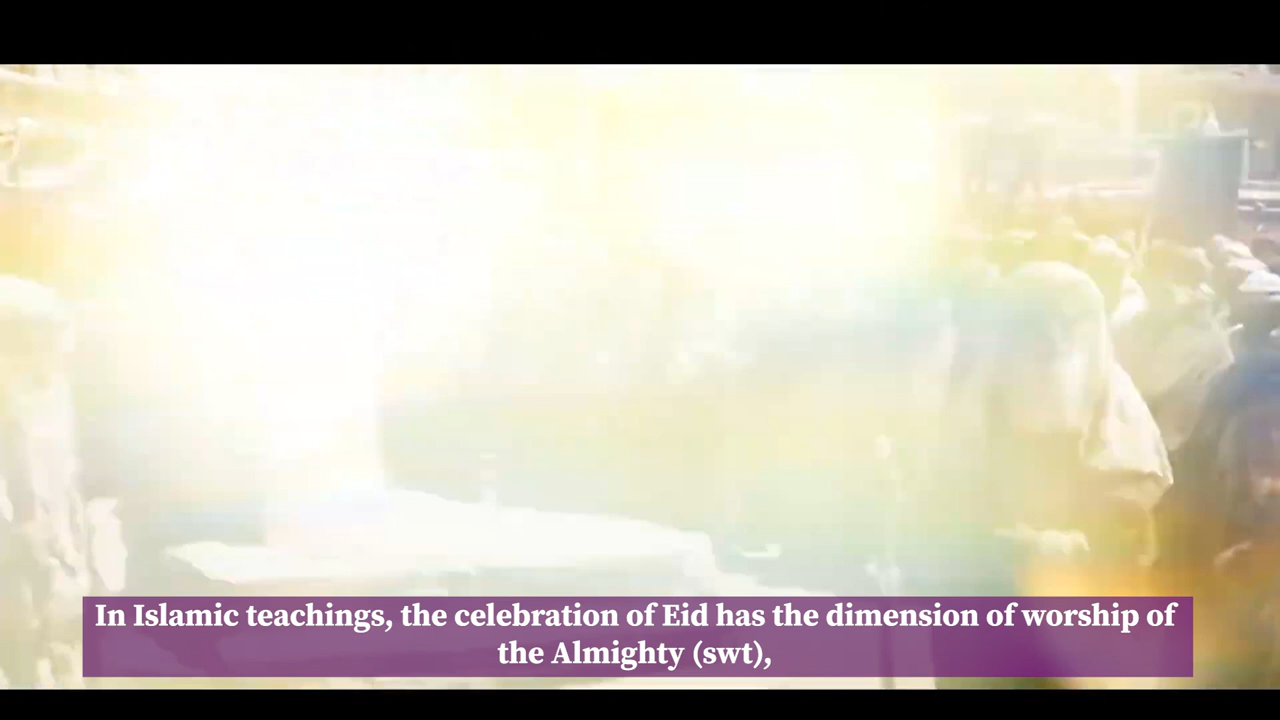 In Islamic teachings, the celebration of Eid has the dimension of worship of
the Almighty (swt),